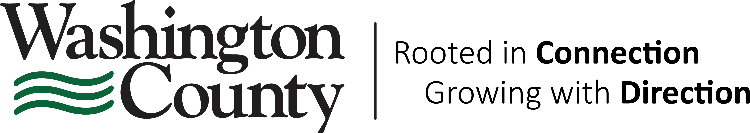 Washington
County
Rooted in Connection
Growing with Direction